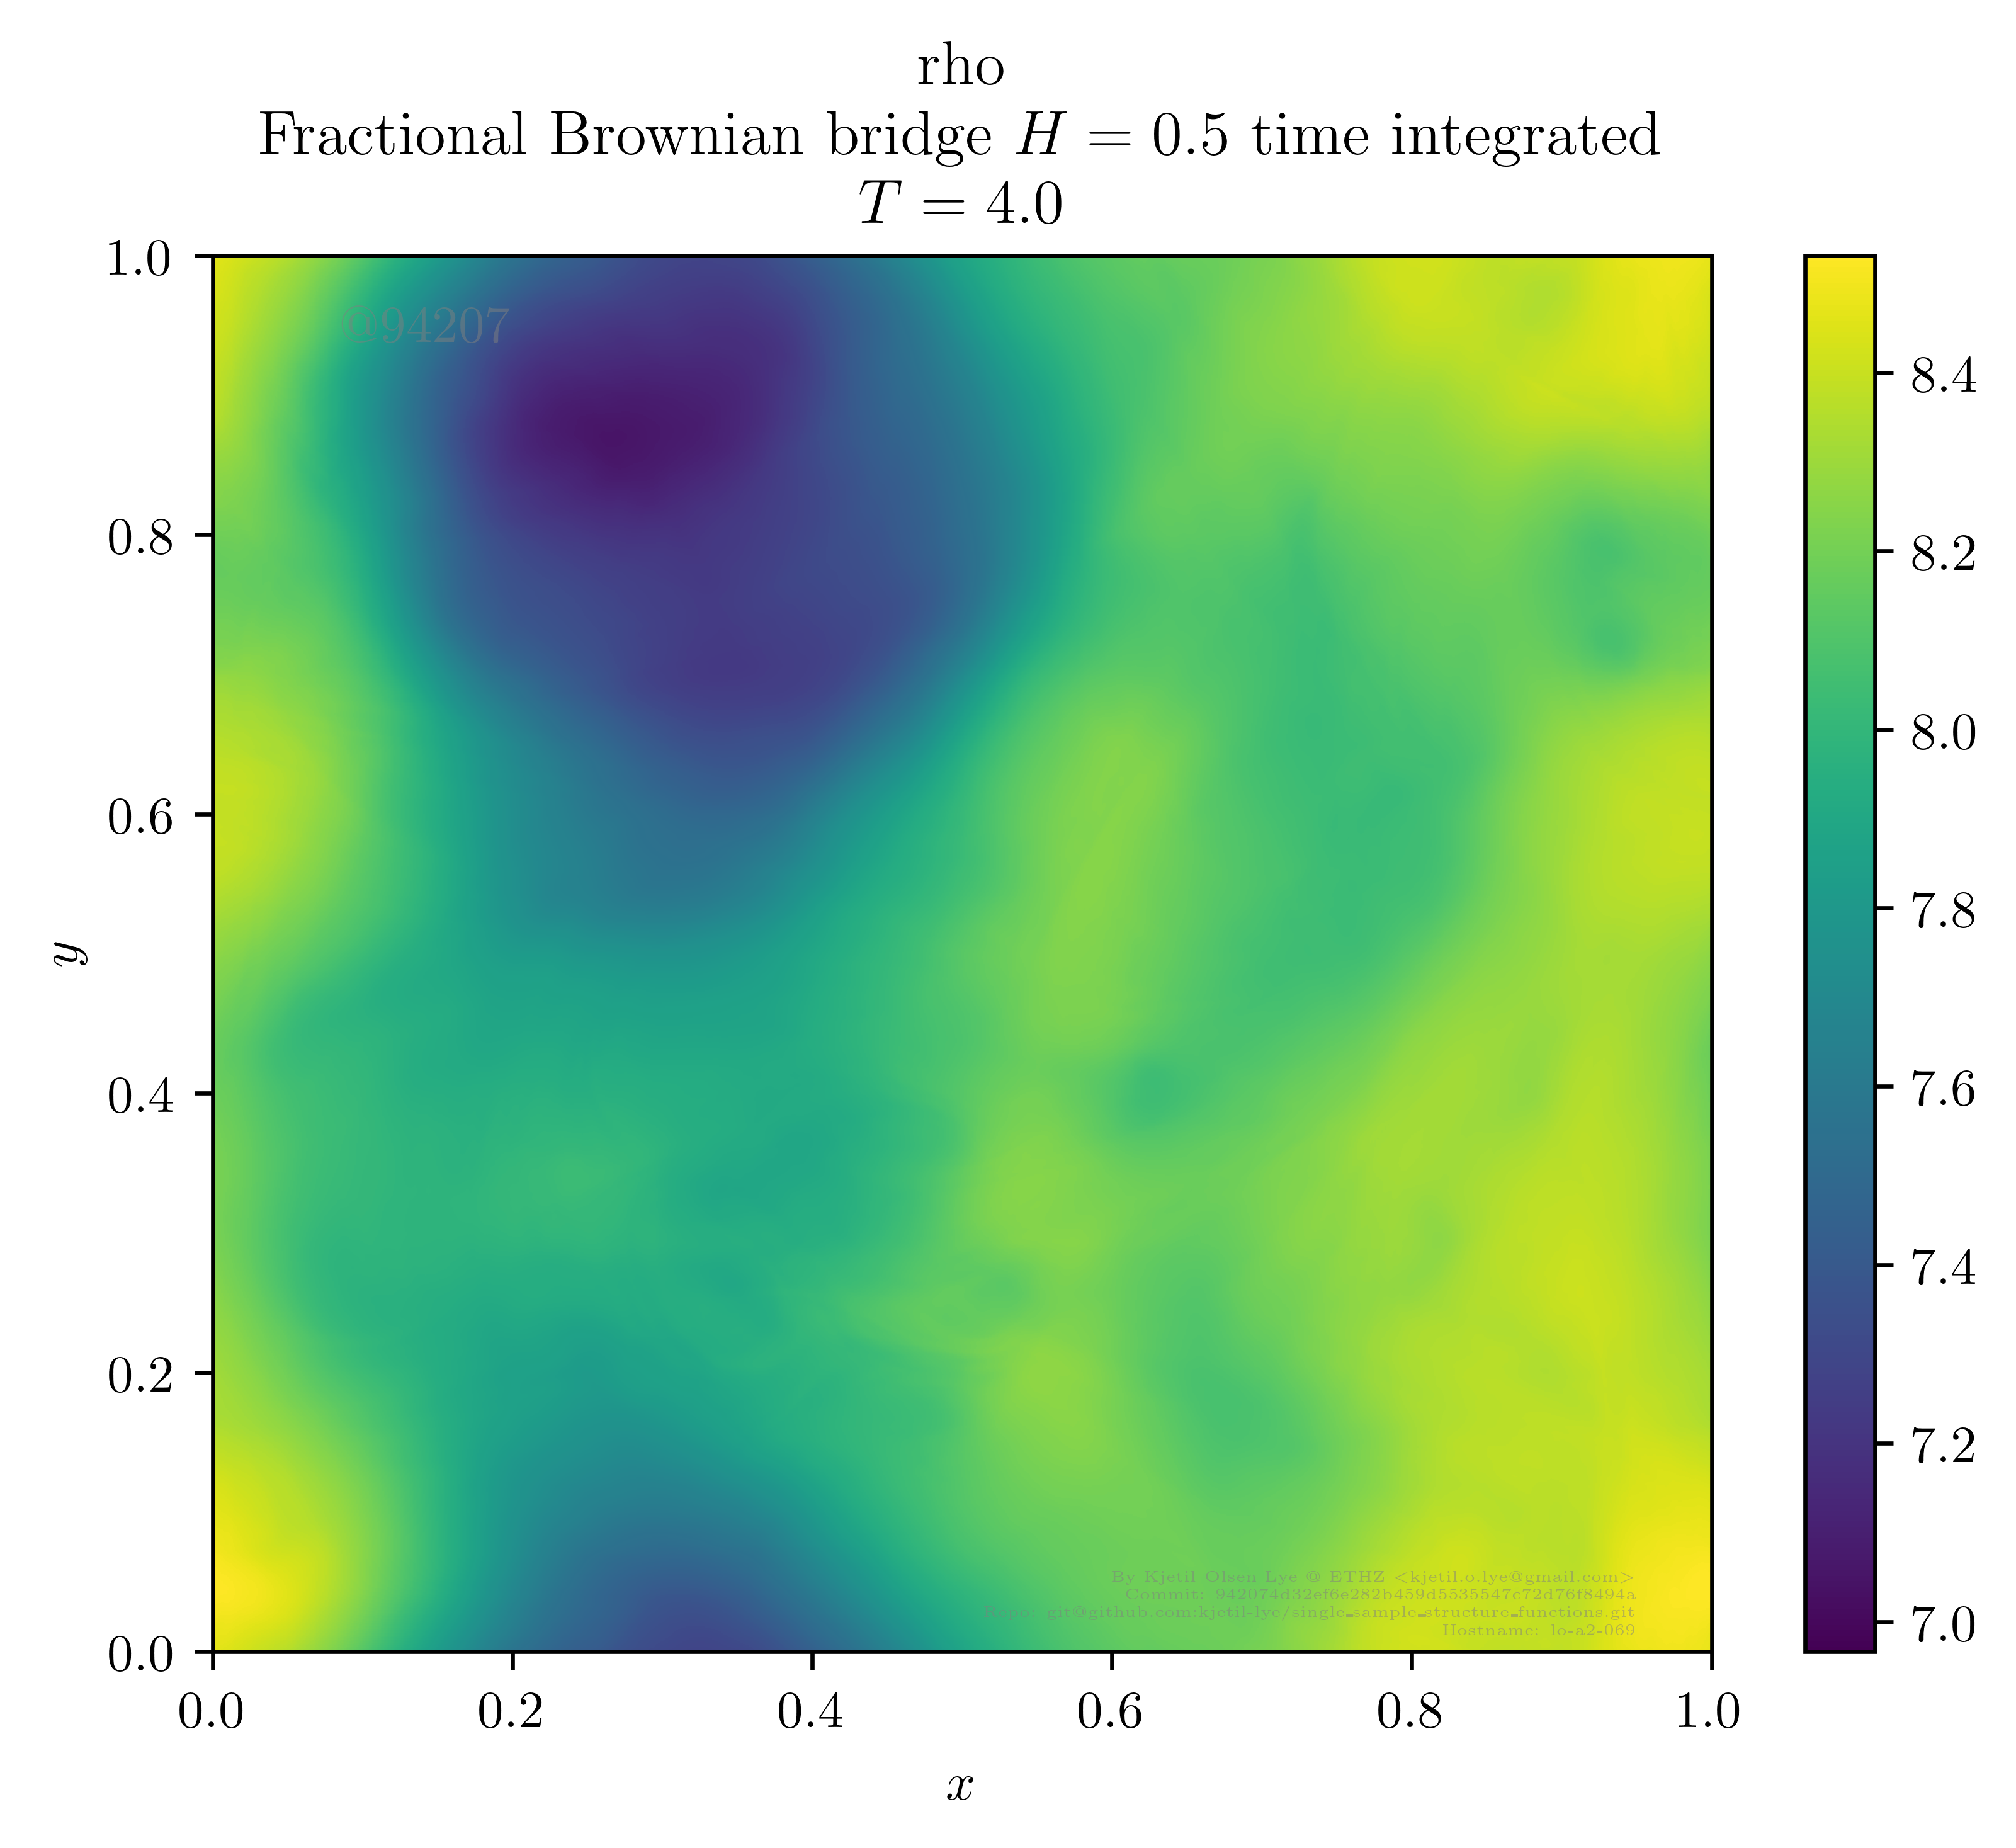 rho
Fractional Brownian bridge H = 0.5 time integrated
T = 4.0
@94207
1.0
0.8
0.6
0.4
0.2
0.0
y
0.0 0.2 0.4 0.6 0.8 1.0
x
8.4
8.2
8.0
7.8
7.6
7.4
7.2
7.0
By Kjetil Olsen Lye @ ETHZ <kjetil.o.lye@gmail.com>
Commit: 942074d32ef6e282b459d5535547c72d76f8494a
Repo: git@github.com:kjetil-lye/single_sample_structure_functions.git
Hostname: lo-a2-069